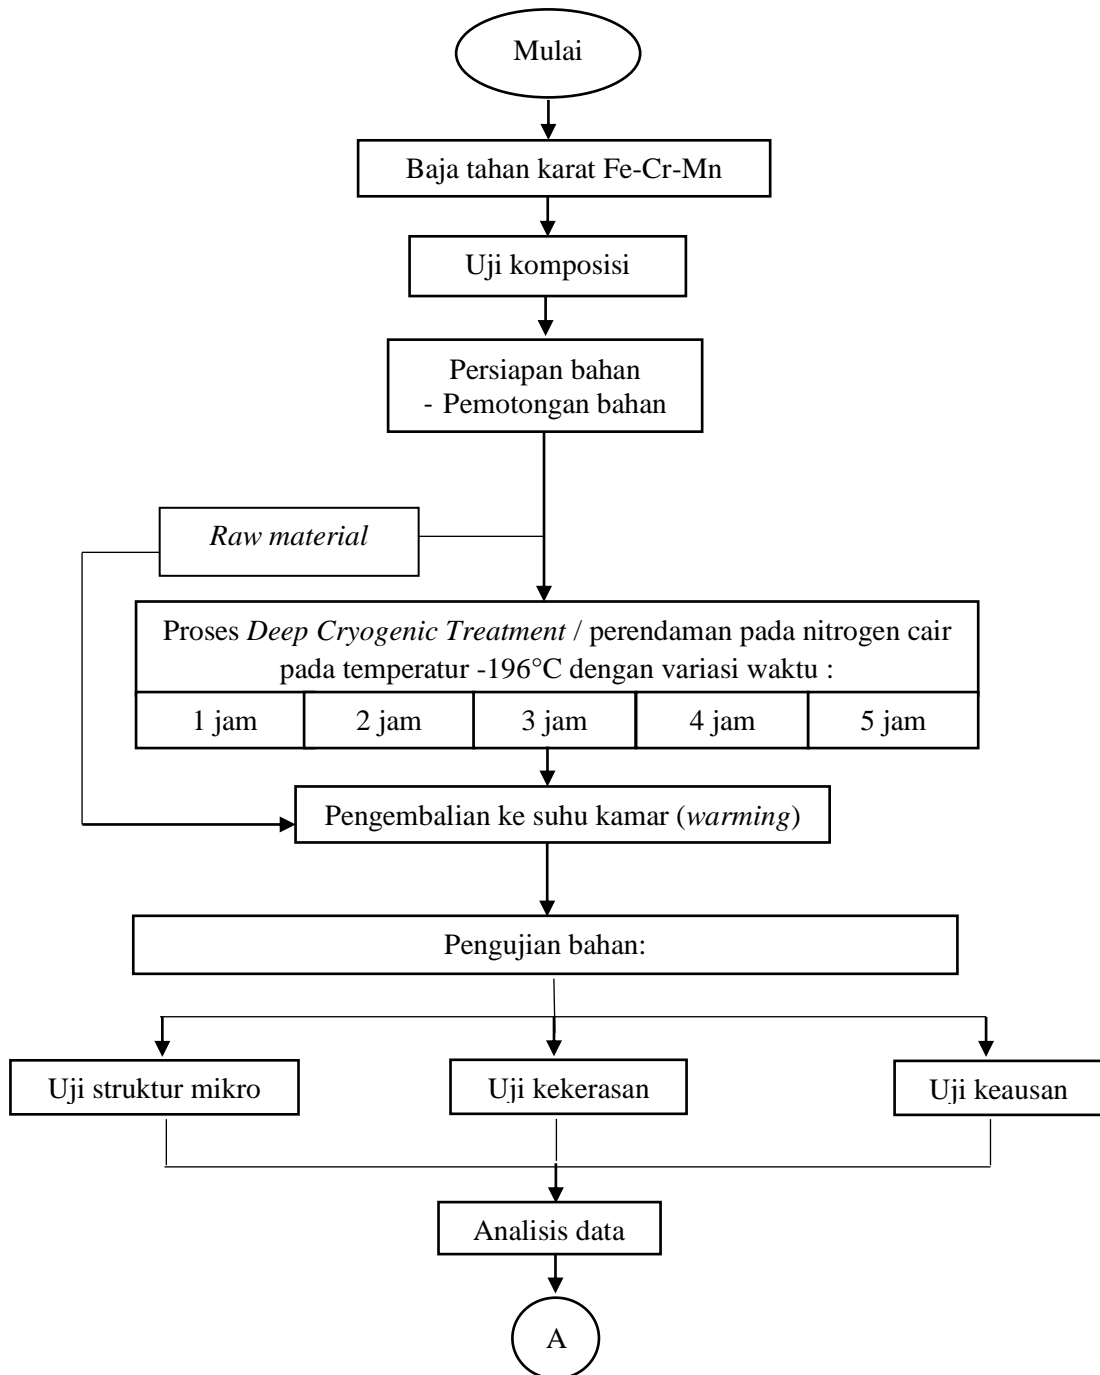 Mulai
Baja tahan karat Fe-Cr-Mn
Uji komposisi
Persiapan bahan
- Pemotongan bahan
Raw material
Proses Deep Cryogenic Treatment / perendaman pada nitrogen cair
pada temperatur -196°C dengan variasi waktu :
1 jam
2 jam
3 jam
4 jam
5 jam
Pengembalian ke suhu kamar (warming)
Pengujian bahan:
Uji struktur mikro
Uji kekerasan
Uji keausan
Analisis data
A